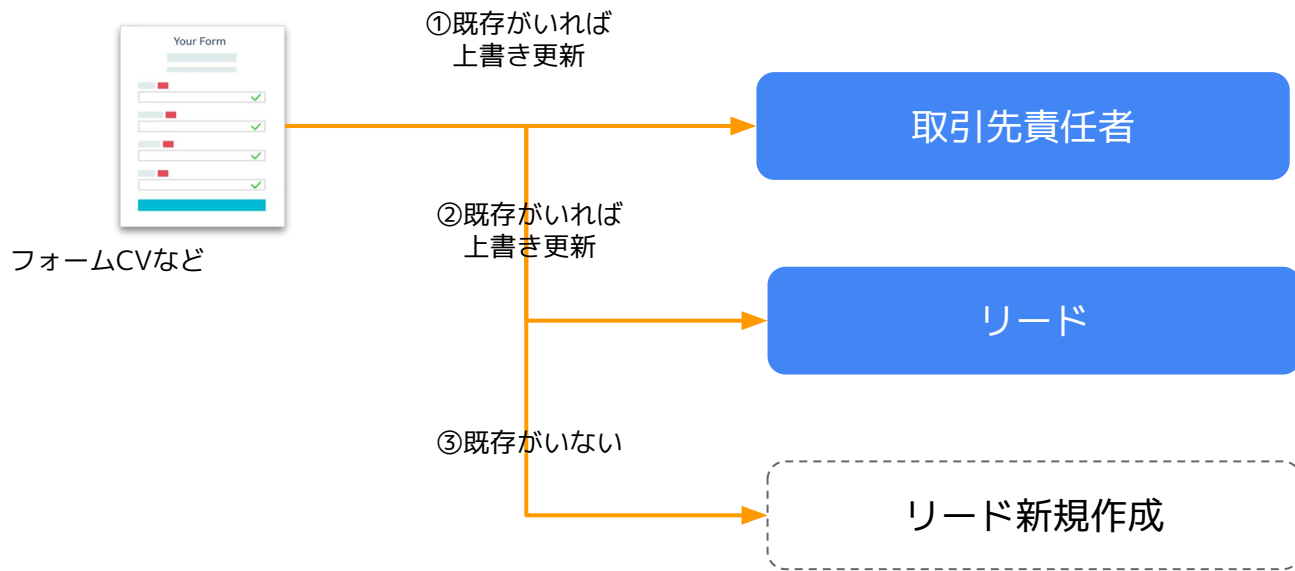 Your Form
フォームCVなど
①既存がいれば
上書き更新
取引先責任者
②既存がいれば
上書き更新
リード
③既存がいない
リード新規作成